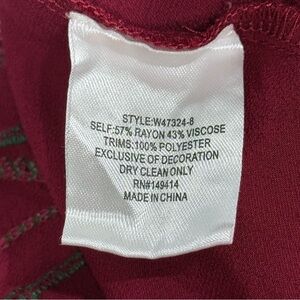 STYLE:W47324-8
SELF:57% RAYON 43% VISCOSE
TRIMS:100% POLYESTER
EXCLUSIVE OF DECORATION
DRY CLEAN ONLY
RN#149414
MADE IN CHINA